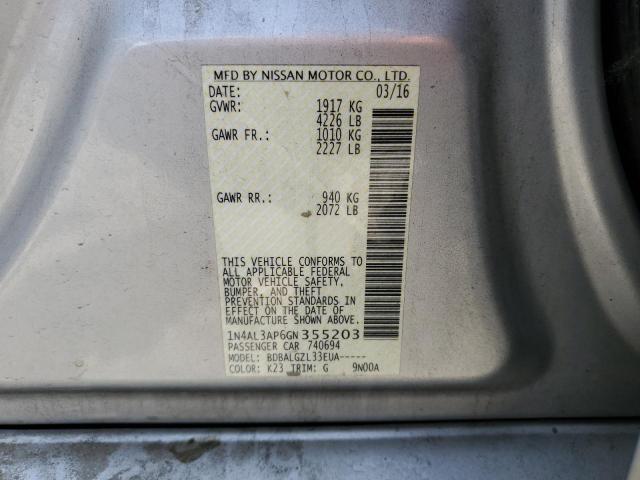 MFD BY NISSAN MOTOR CO., LTD.
DATE: 03/16
GVWR: 1917 KG
4226 LB
GAWR FR.: 1010 KG
2227 LB
GAWR RR.: 940 KG
2072 LB
THIS VEHICLE CONFORMS TO
ALL APPLICABLE FEDERAL
MOTOR VEHICLE SAFETY,
BUMPER, AND THEFT
PREVENTION STANDARDS IN
EFFECT ON THE DATE OF
MANUFACTURE SHOWN ABOVE.
1N4AL3AP6GN355203
PASSENGER CAR 740694
MODEL: BDBALGZL33EUA-----
COLOR: K23 TRIM: G 9N00A